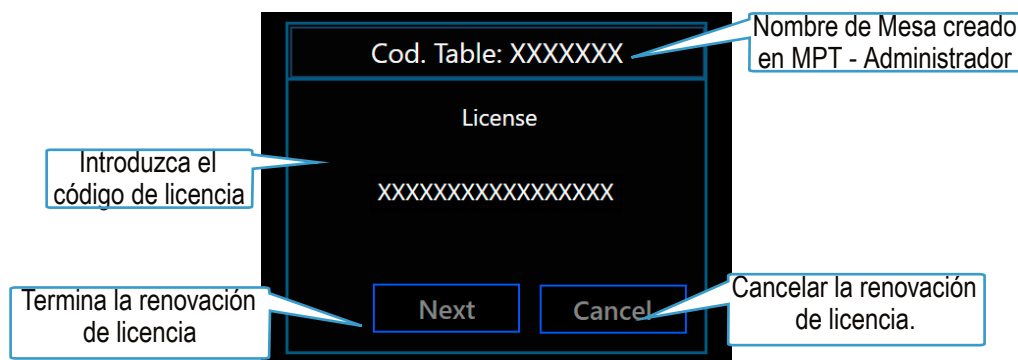 Cod. Table: XXXXXXX
Nombre de Mesa creado
en MPT - Administrador
License
Introduzca el
código de licencia
XXXXXXXXXXXXXXXXX
Termina la renovación
de licencia
Next
Cancel
Cancelar la renovación
de licencia.